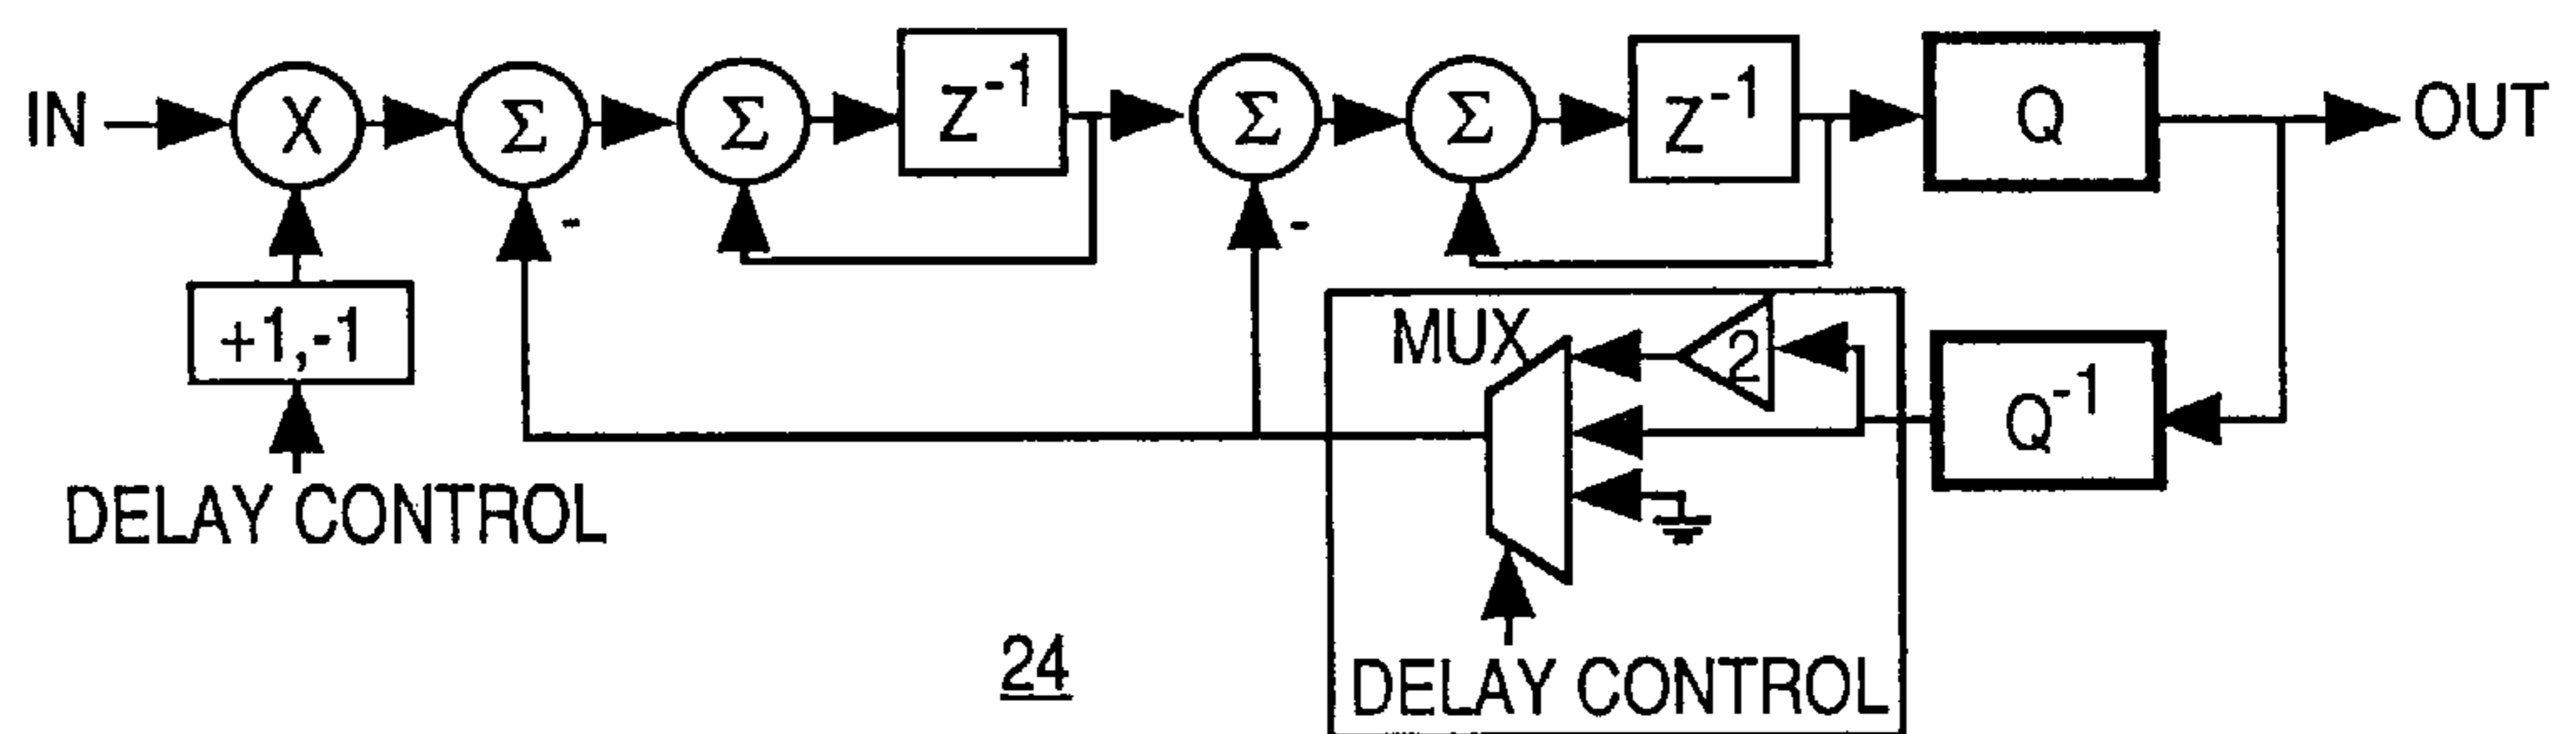 IN X Σ Σ Z⁻¹ Σ Σ Z⁻¹ Q OUT
- -
+1,-1
MUX 2 Q⁻¹
DELAY CONTROL
24
DELAY CONTROL